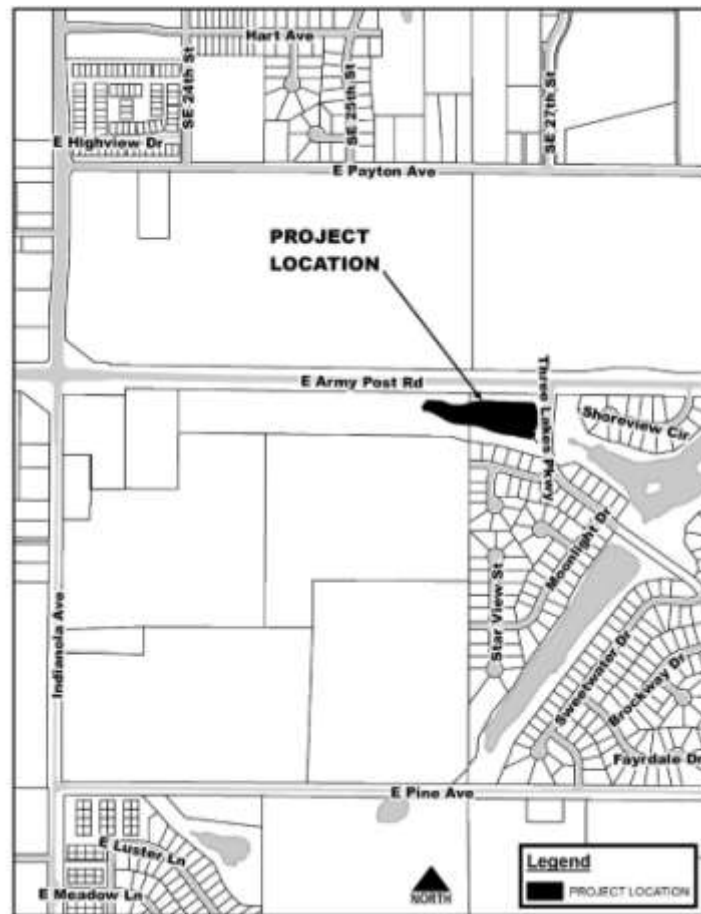 Hart Ave
SE 24th St
SE 25th St
SE 27th St
E Highview Dr
E Payton Ave
PROJECT
LOCATION
E Army Post Rd
Three Lakes Pkwy
Shoreview Cir
Moonlight Dr
Star View St
Indianola Ave
Sweetwater Dr
Brockway Dr
Fayrdale Dr
E Pine Ave
E Luster Ln
E Meadow Ln
NORTH
Legend
PROJECT LOCATION